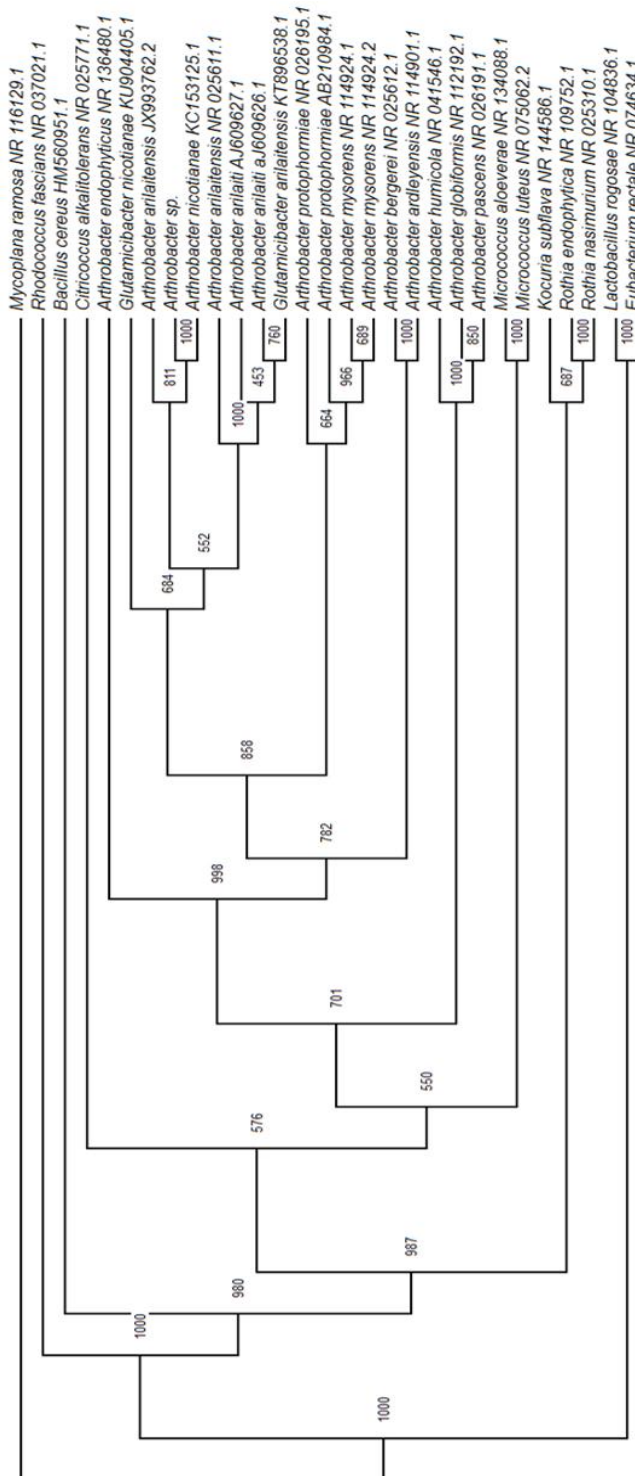 Mycoplana ramosa NR 116129.1
Rhodococcus fascians NR 037021.1
Bacillus cereus HM560951.1
Citricoccus alkalitolerans NR 025771.1
Arthrobacter endophyticus NR 136480.1
Glutamicibacter nicotianae KU904405.1
Arthrobacter arilaitensis JX993762.2
Arthrobacter sp.
Arthrobacter nicotianae KC153125.1
Arthrobacter arilaitensis NR 025611.1
Arthrobacter arilaiti AJ609627.1
Arthrobacter arilaiti aJ609626.1
Glutamicibacter arilaitensis KT896538.1
Arthrobacter protophormiae NR 026195.1
Arthrobacter protophormiae AB210984.1
Arthrobacter mysorens NR 114924.1
Arthrobacter mysorens NR 114924.2
Arthrobacter bergerei NR 025612.1
Arthrobacter ardleyensis NR 114901.1
Arthrobacter humicola NR 041546.1
Arthrobacter globiformis NR 112192.1
Arthrobacter pascens NR 026191.1
Micrococcus aloeverae NR 134088.1
Micrococcus luteus NR 075062.2
Kocuria subflava NR 144586.1
Rothia endophytica NR 109752.1
Rothia nasimurium NR 025310.1
Lactobacillus rogosae NR 104836.1
Eubacterium rectale NR 074634.1
1000
811
1000
453
760
664
966
689
1000
1000
850
1000
687
1000
1000
552
684
858
782
998
701
550
576
987
980
1000
1000